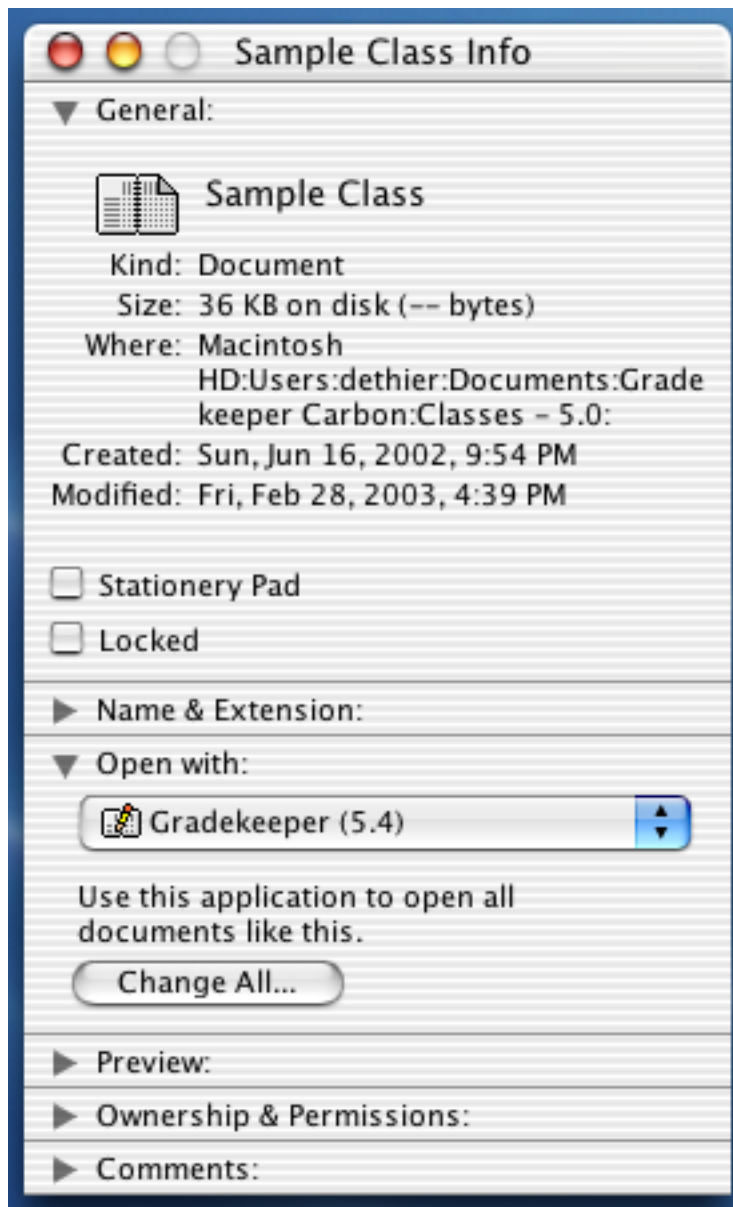 Sample Class Info
General:
Sample Class
Kind: Document
Size: 36 KB on disk (-- bytes)
Where: Macintosh
HD:Users:dethier:Documents:Grade
keeper Carbon:Classes - 5.0:
Created: Sun, Jun 16, 2002, 9:54 PM
Modified: Fri, Feb 28, 2003, 4:39 PM
Stationery Pad
Locked
Name & Extension:
Open with:
Gradekeeper (5.4)
Use this application to open all
documents like this.
Change All...
Preview:
Ownership & Permissions:
Comments: